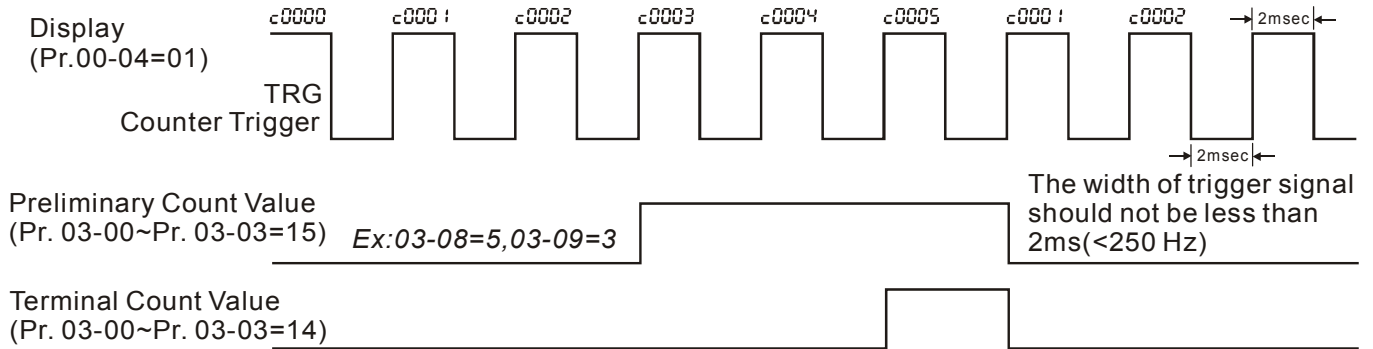 Display
(Pr.00-04=01)
c0000 c0001 c0002 c0003 c0004 c0005 c0001 c0002 2msec
TRG
Counter Trigger
2msec
The width of trigger signal
should not be less than
2ms(<250 Hz)
Preliminary Count Value
(Pr. 03-00~Pr. 03-03=15) Ex:03-08=5,03-09=3
Terminal Count Value
(Pr. 03-00~Pr. 03-03=14)